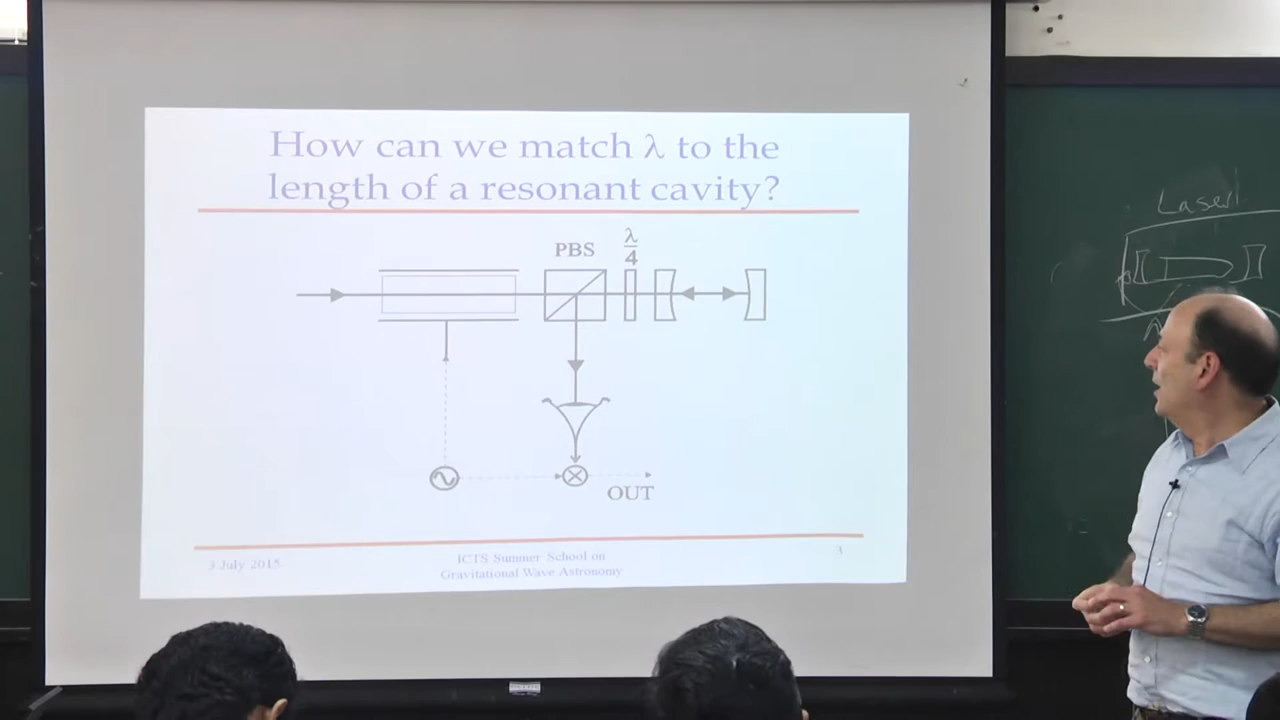 How can we match λ to the
length of a resonant cavity?
PBS
λ
4
OUT
3 July 2015
ICTS Summer School on
Gravitational Wave Astronomy
Laser